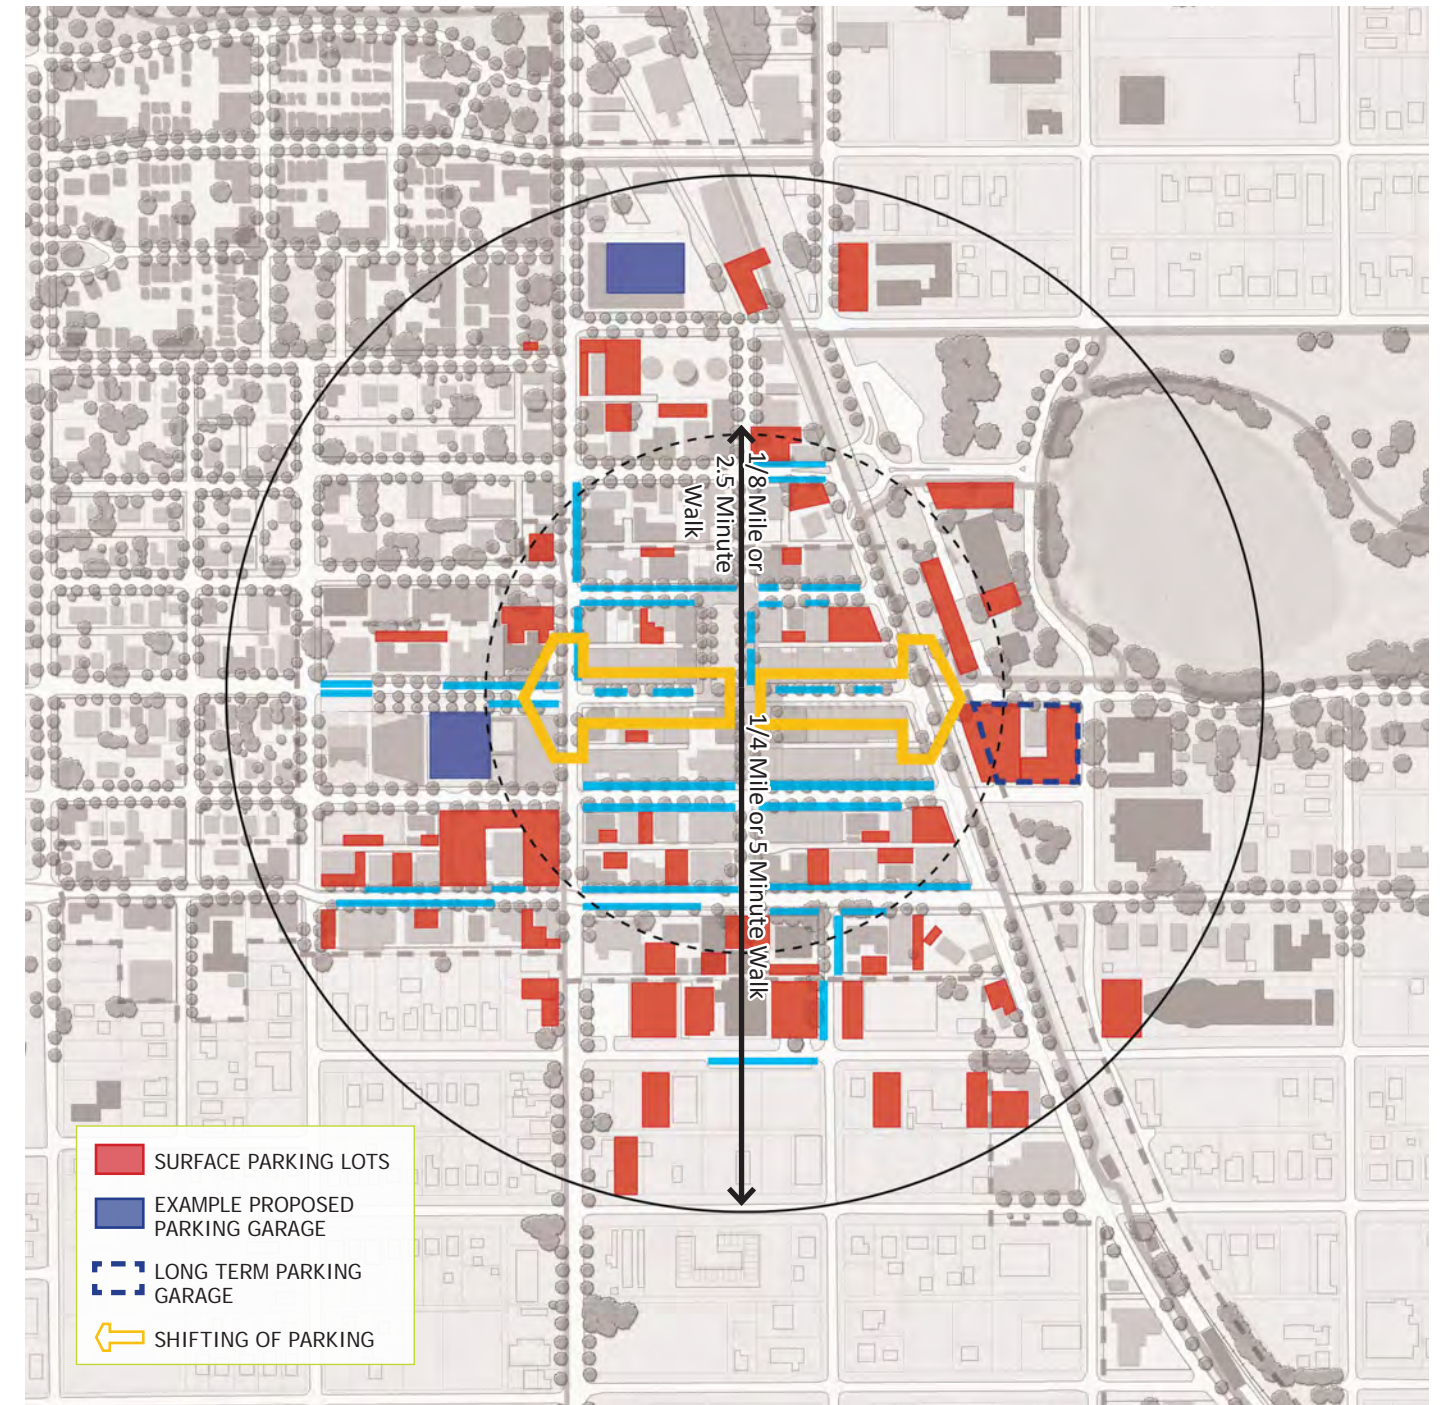 1/8 Mile or
2.5 Minute
Walk
1/4 Mile or 5 Minute Walk
SURFACE PARKING LOTS
EXAMPLE PROPOSED
PARKING GARAGE
LONG TERM PARKING
GARAGE
SHIFTING OF PARKING